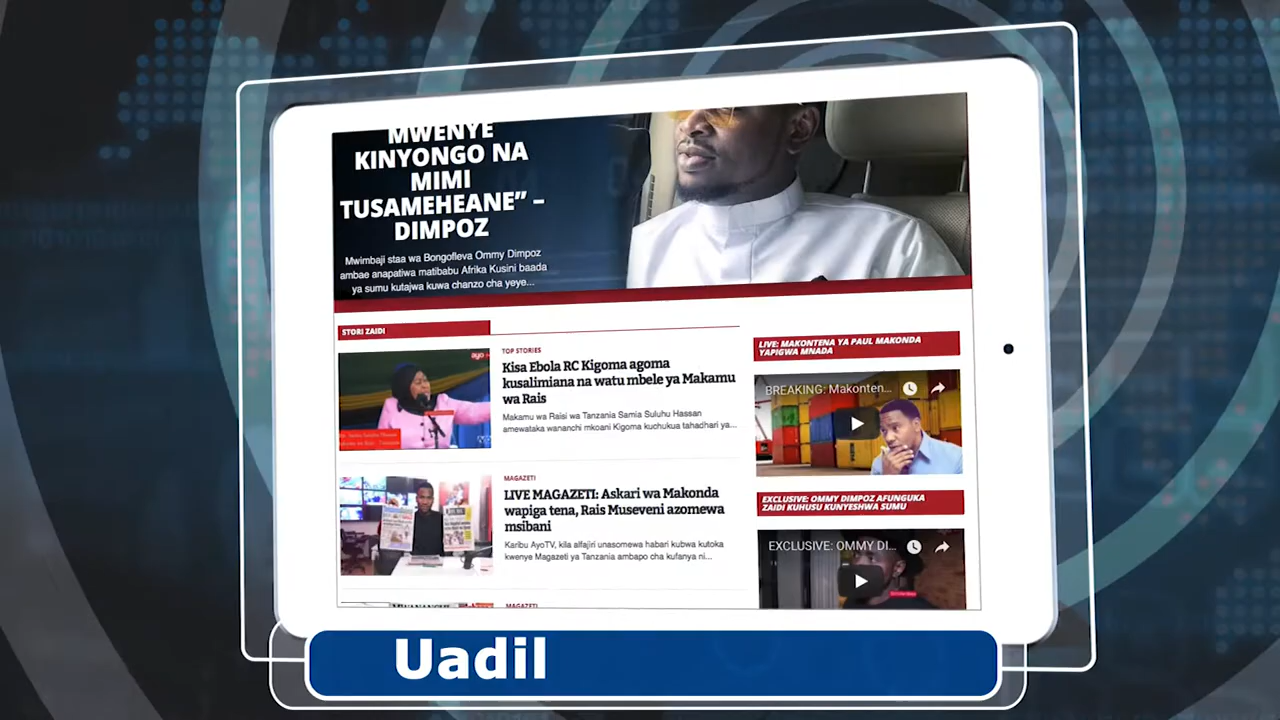 MWENYE
KINYONGO NA
MIMI
TUSAMEHEANE” –
DIMPOZ
Mwimbaji staa wa Bongofleva Ommy Dimpoz
ambae anapatiwa matibabu Afrika Kusini baada
ya sumu kutajwa kuwa chanzo cha yeye...
STORI ZAIDI
ayo
TOP STORIES
Kisa Ebola RC Kigoma agoma
kusalimiana na watu mbele ya Makamu
wa Rais
Makamu wa Raisi wa Tanzania Samia Suluhu Hassan
amewataka wananchi mkoani Kigoma kuchukua tahadhari ya...
MAGAZETI
LIVE MAGAZETI: Askari wa Makonda
wapiga tena, Rais Museveni azomewa
msibani
Karibu AyoTV, kila alfajiri unasomewa habari kubwa kutoka
kwenye Magazeti ya Tanzania ambapo cha kufanya ni...
MAGAZETI
LIVE: MAKONTENA YA PAUL MAKONDA
YAPIGWA MNADA
BREAKING: Makonten...
EXCLUSIVE: OMMY DIMPOZ AFUNGUKA
ZAIDI KUHUSU KUNYESHWA SUMU
EXCLUSIVE: OMMY DI...
Uadil